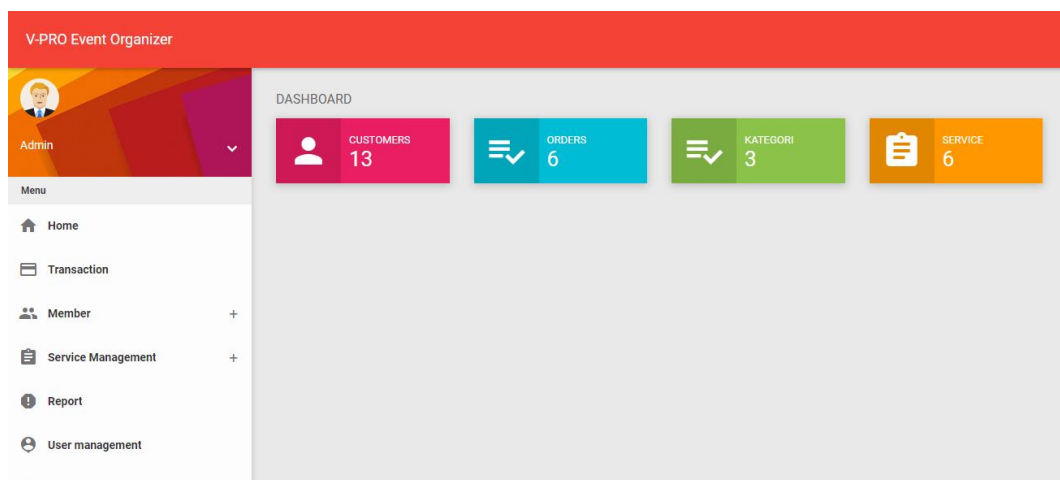 V-PRO Event Organizer
Admin
Menu
Home
Transaction
Member +
Service Management +
Report
User management
DASHBOARD
CUSTOMERS
13
ORDERS
6
KATEGORI
3
SERVICE
6